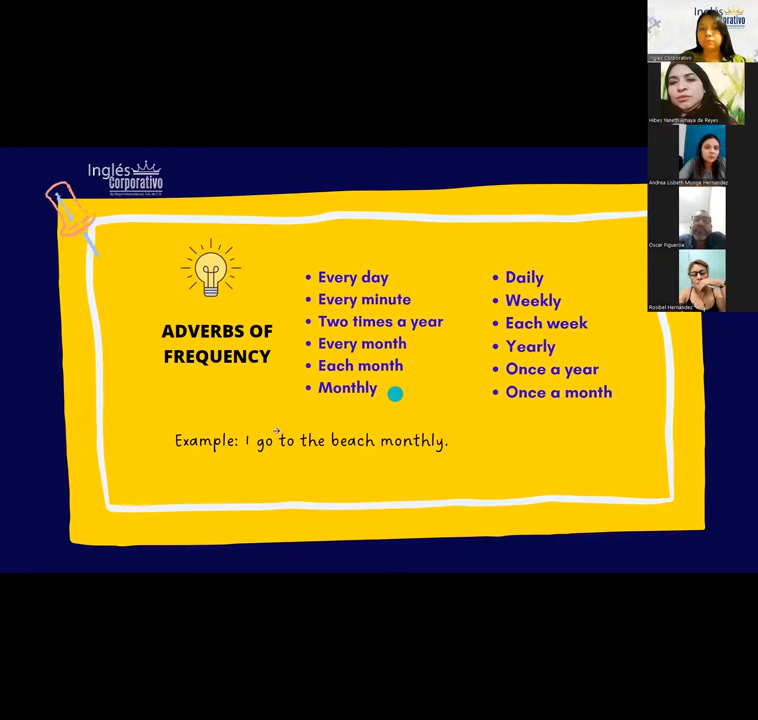 Inglés
Corporativo
Inglés
Corporativo
Hibes Yaneth Amaya de Reyes
Andrea Lisbeth Monge Hernandez
Oscar Figueroa
Rosibel Hernández
ADVERBS OF
FREQUENCY
• Every day
• Every minute
• Two times a year
• Every month
• Each month
• Monthly
• Daily
• Weekly
• Each week
• Yearly
• Once a year
• Once a month
Example: I go to the beach monthly.